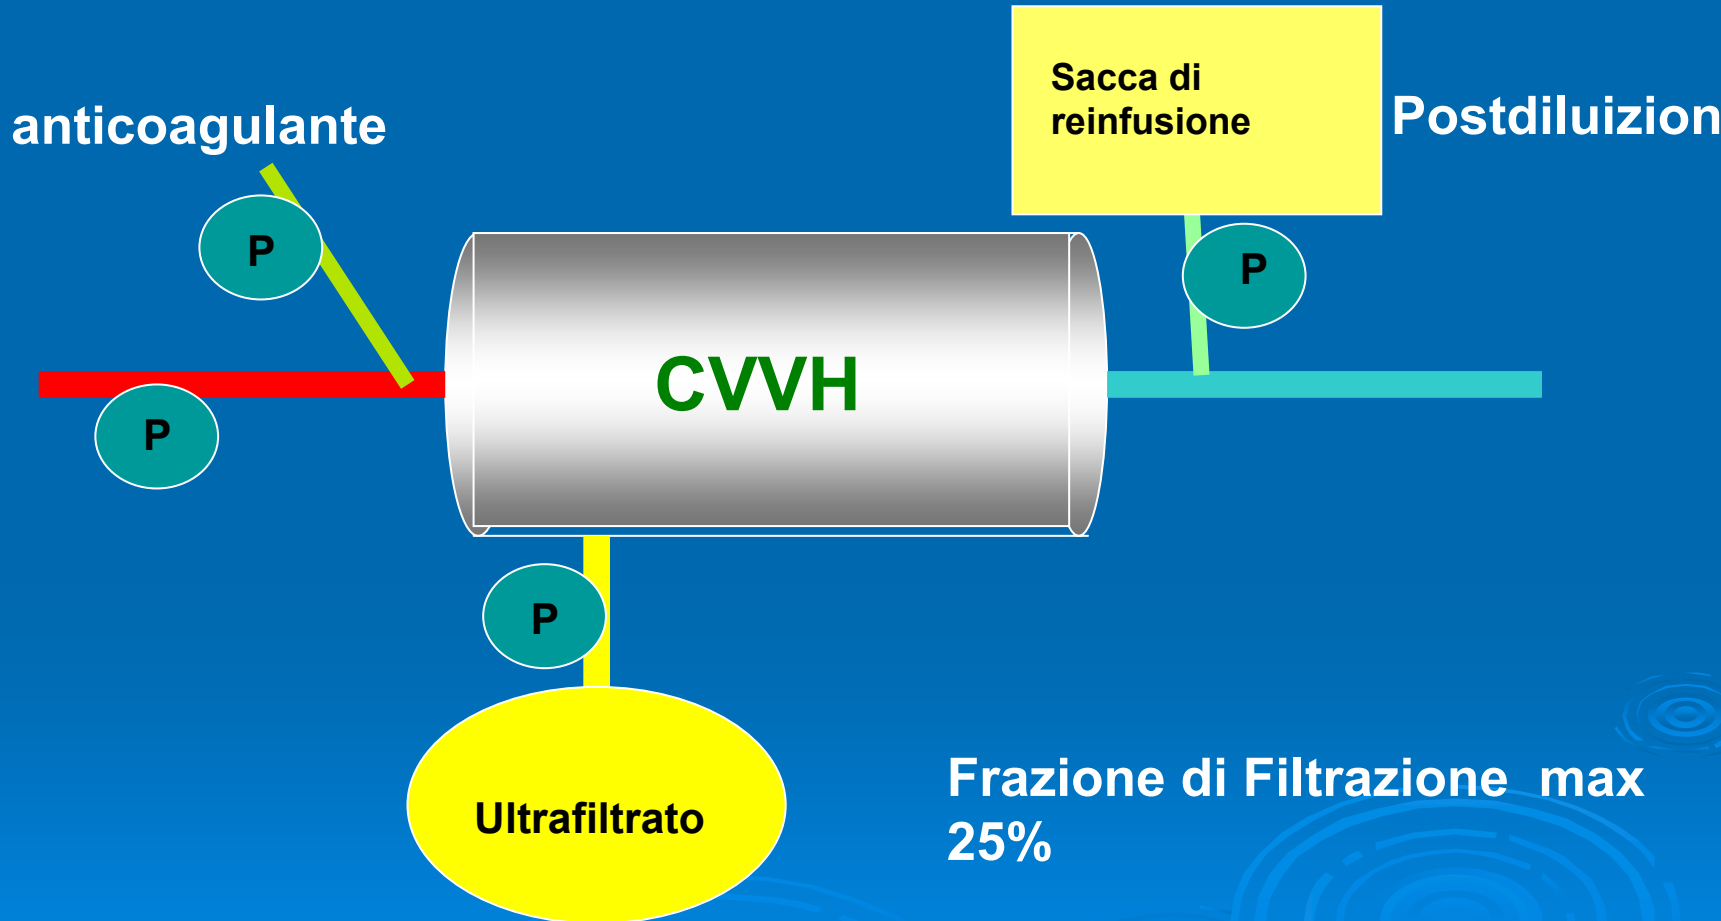 Sacca di
reinfusione
anticoagulante
Postdiluizion
P
P
CVVH
P
P
Ultrafiltrato
Frazione di Filtrazione max
25%